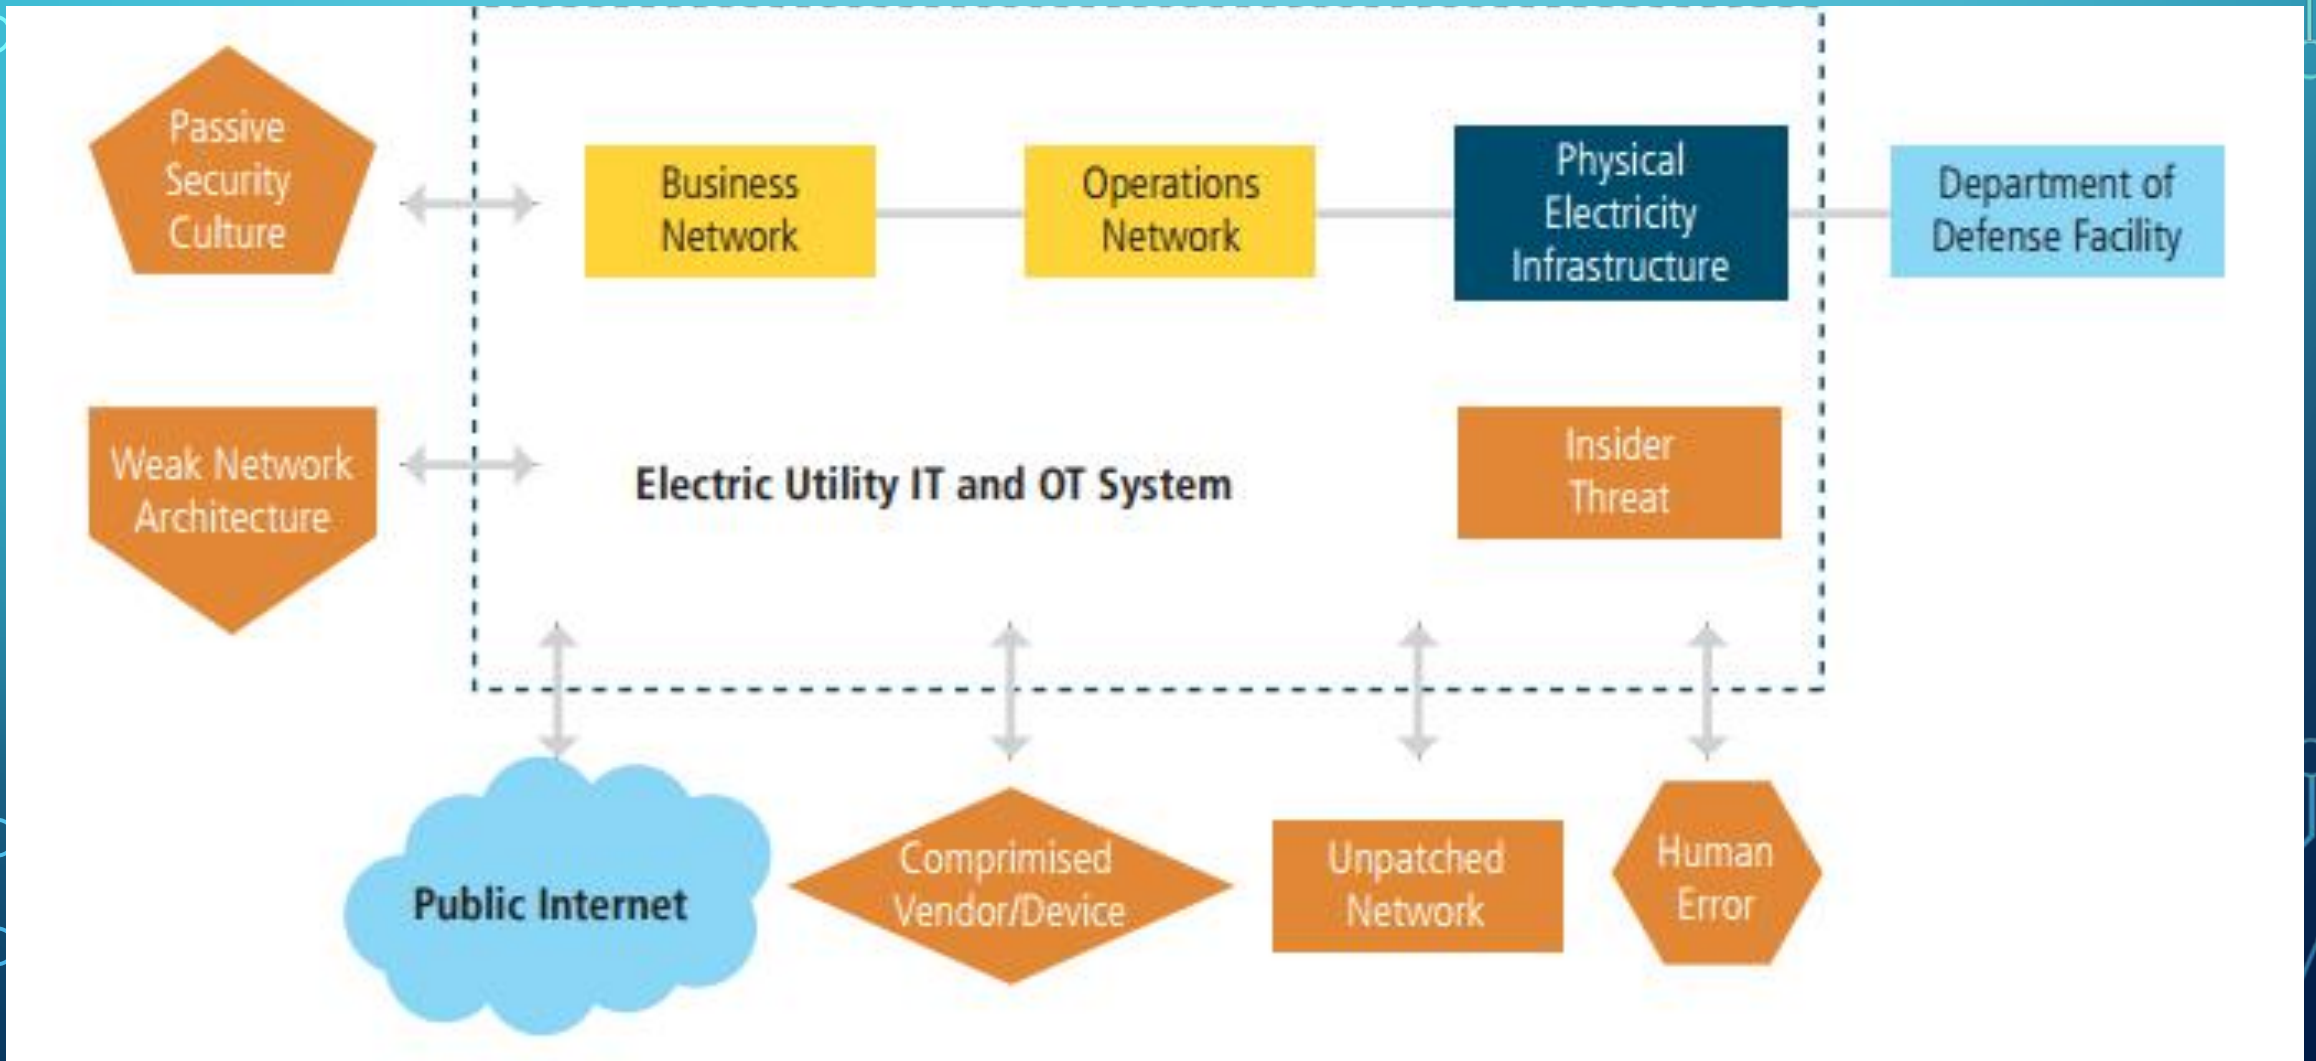 Passive
Security
Culture
Business
Network
Operations
Network
Physical
Electricity
Infrastructure
Department of
Defense Facility
Weak Network
Architecture
Electric Utility IT and OT System
Insider
Threat
Public Internet
Comprimised
Vendor/Device
Unpatched
Network
Human
Error